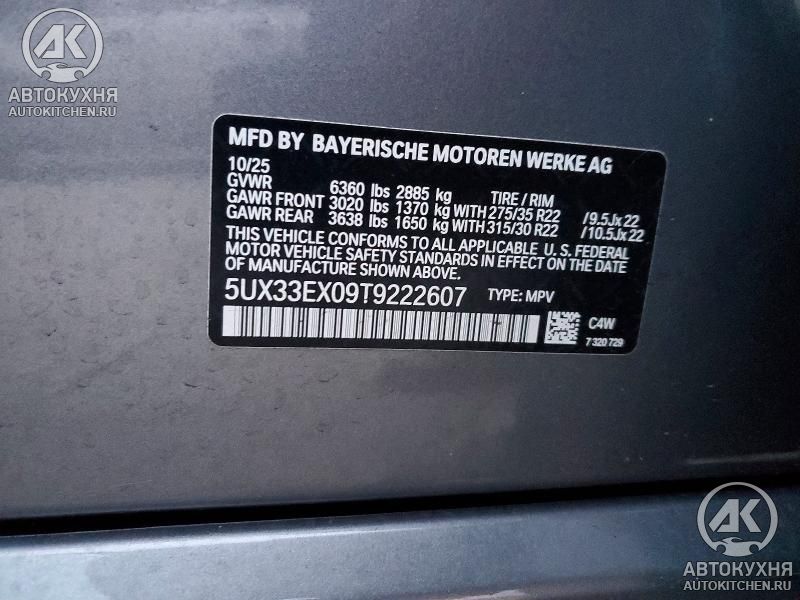 AK
АВТОКУХНЯ
AUTOKITCHEN.RU
MFD BY BAYERISCHE MOTOREN WERKE AG
10/25
GVWR 6360 lbs 2885 kg TIRE / RIM
GAWR FRONT 3020 lbs 1370 kg WITH 275/35 R22 / 9.5Jx22
GAWR REAR 3638 lbs 1650 kg WITH 315/30 R22 / 10.5Jx22
THIS VEHICLE CONFORMS TO ALL APPLICABLE U. S. FEDERAL
MOTOR VEHICLE SAFETY STANDARDS IN EFFECT ON THE DATE OF
MANUFACTURE SHOWN ABOVE.
5UX33EX09T9222607 TYPE: MPV
C4W
7 320 729
AK
АВТОКУХНЯ
AUTOKITCHEN.RU